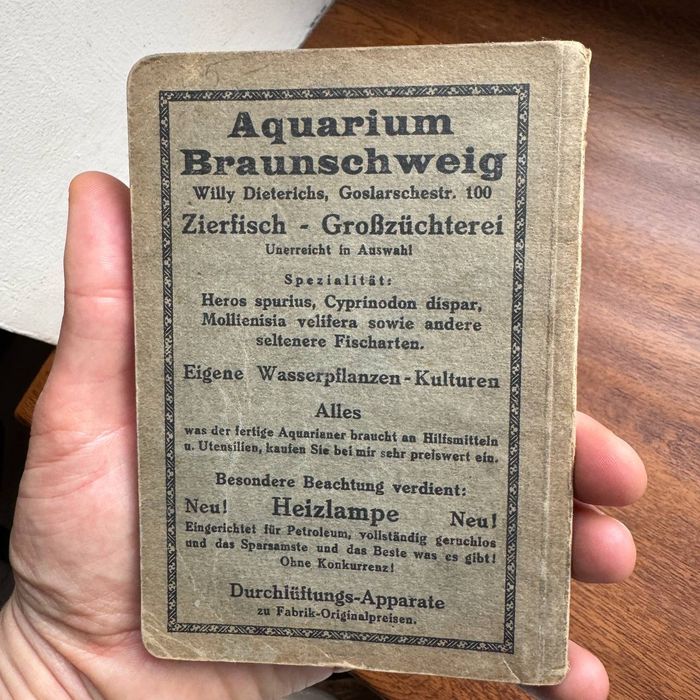 5
Aquarium
Braunschweig
Willy Dieterichs, Goslarschestr. 100
Zierfisch - Großzüchterei
Unerreicht in Auswahl
Spezialität:
Heros spurius, Cyprinodon dispar,
Mollienisia velifera sowie andere
seltenere Fischarten.
Eigene Wasserpflanzen-Kulturen
Alles
was der fertige Aquarianer braucht an Hilfsmitteln
u. Utensilien, kaufen Sie bei mir sehr preiswert ein.
Besondere Beachtung verdient:
Neu! Heizlampe Neu!
Eingerichtet für Petroleum, vollständig geruchlos
und das Sparsamste und das Beste was es gibt!
Ohne Konkurrenz!
Durchlüftungs-Apparate
zu Fabrik-Originalpreisen.